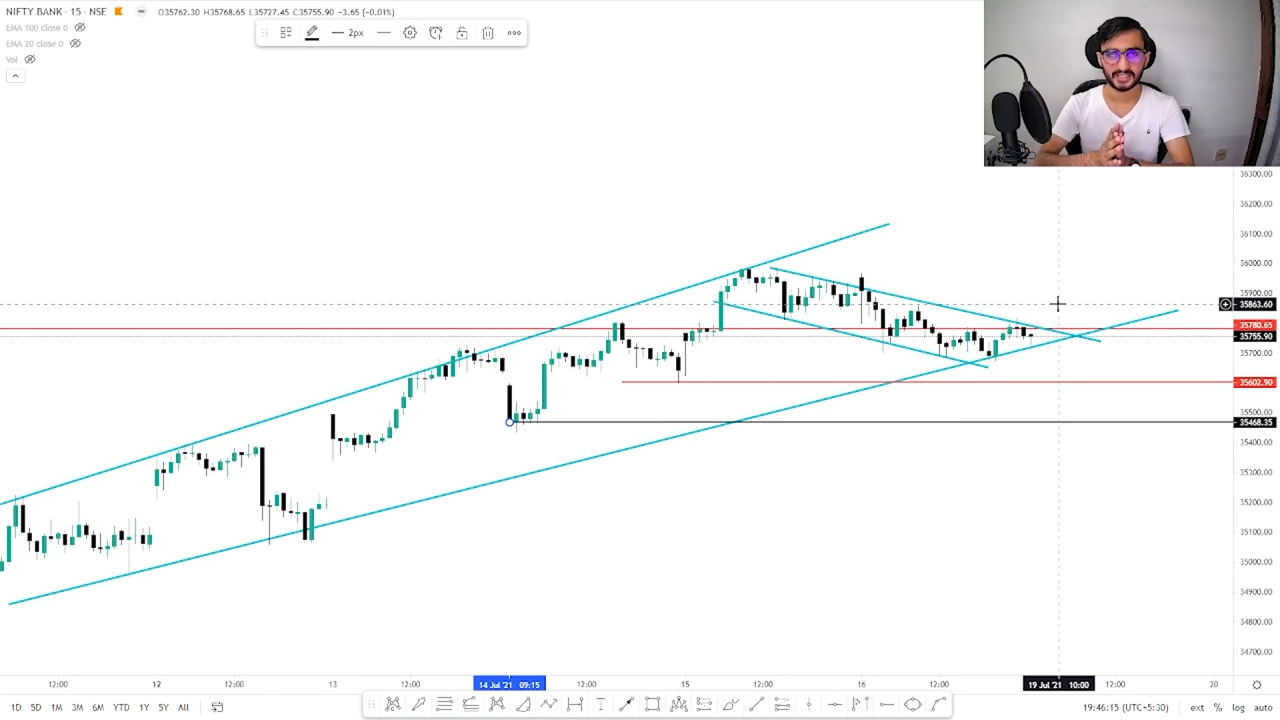 NIFTY BANK · 15 · NSE O35762.30 H35768.65 L35727.45 C35755.90 −3.65 (−0.01%)
EMA 100 close 0
EMA 20 close 0
Vol
2px
36300.00
36200.00
36100.00
36000.00
35900.00
35863.60
35780.65
35755.90
35700.00
35602.90
35500.00
35468.35
35400.00
35300.00
35200.00
35100.00
35000.00
34900.00
34800.00
34700.00
12:00 12 12:00 13 12:00 14 Jul '21 09:15 12:00 15 12:00 16 12:00 19 Jul '21 10:00 12:00 20
1D 5D 1M 3M 6M YTD 1Y 5Y All T 19:46:15 (UTC+5:30) ext % log auto